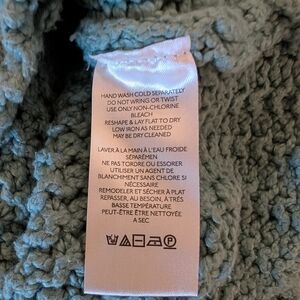 HAND WASH COLD SEPARATELY
DO NOT WRING OR TWIST
USE ONLY NON-CHLORINE
BLEACH
RESHAPE & LAY FLAT TO DRY
LOW IRON AS NEEDED
MAY BE DRY CLEANED
LAVER À LA MAIN À L'EAU FROIDE
SÉPARÉMEN
NE PAS TORDRE OU ESSORER
UTILISER UN AGENT DE
BLANCHIMENT SANS CHLORE SI
NÉCESSAIRE
REMODELER ET SÉCHER À PLAT
REPASSER, AU BESOIN, À TRÈS
BASSE TEMPÉRATURE
PEUT-ÊTRE ÊTRE NETTOYÉE
A SEC